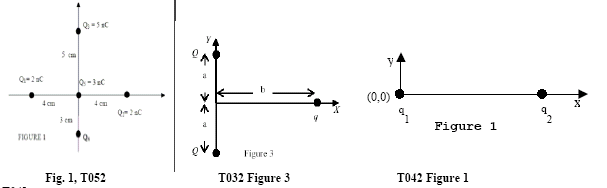 Q₂ = 5 nC
5 cm
Q₁= 2 nC
Q₅ = 3 nC
4 cm
4 cm
Q₃= 2 nC
3 cm
Q₄
FIGURE 1
Fig. 1, T052
Y
Q
a
b
X
q
a
Q
Figure 3
T032 Figure 3
y
(0,0)
X
q₁
q₂
Figure 1
T042 Figure 1